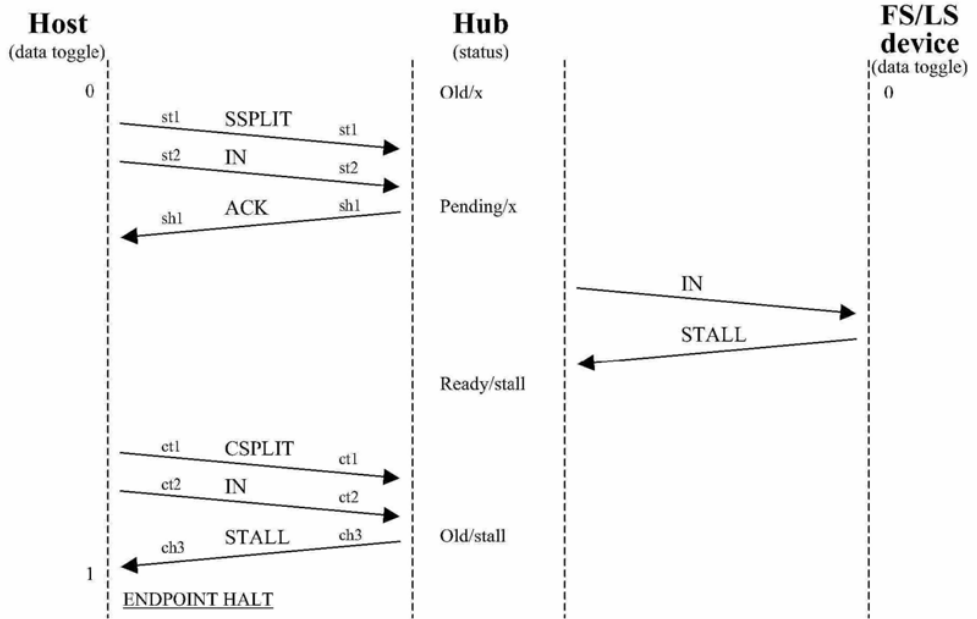 Host
(data toggle)
Hub
(status)
FS/LS
device
(data toggle)
0
Old/x
0
st1 SSPLIT st1
st2 IN st2
sh1 ACK sh1
Pending/x
IN
STALL
Ready/stall
ct1 CSPLIT ct1
ct2 IN ct2
ch3 STALL ch3
Old/stall
1
ENDPOINT HALT